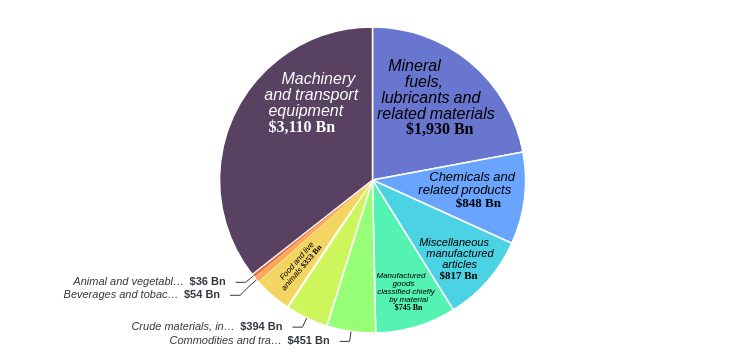 Machinery
and transport
equipment
$3,110 Bn
Mineral
fuels,
lubricants and
related materials
$1,930 Bn
Chemicals and
related products
$848 Bn
Miscellaneous
manufactured
articles
$817 Bn
Manufactured
goods
classified chiefly
by material
$745 Bn
Food and live
animals $353 Bn
Animal and vegetabl… $36 Bn
Beverages and tobac… $54 Bn
Crude materials, in… $394 Bn
Commodities and tra… $451 Bn